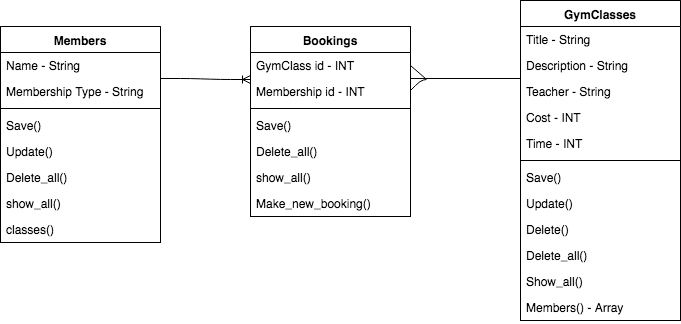 Members
Name - String
Membership Type - String
Save()
Update()
Delete_all()
show_all()
classes()
Bookings
GymClass id - INT
Membership id - INT
Save()
Delete_all()
show_all()
Make_new_booking()
GymClasses
Title - String
Description - String
Teacher - String
Cost - INT
Time - INT
Save()
Update()
Delete()
Delete_all()
Show_all()
Members() - Array